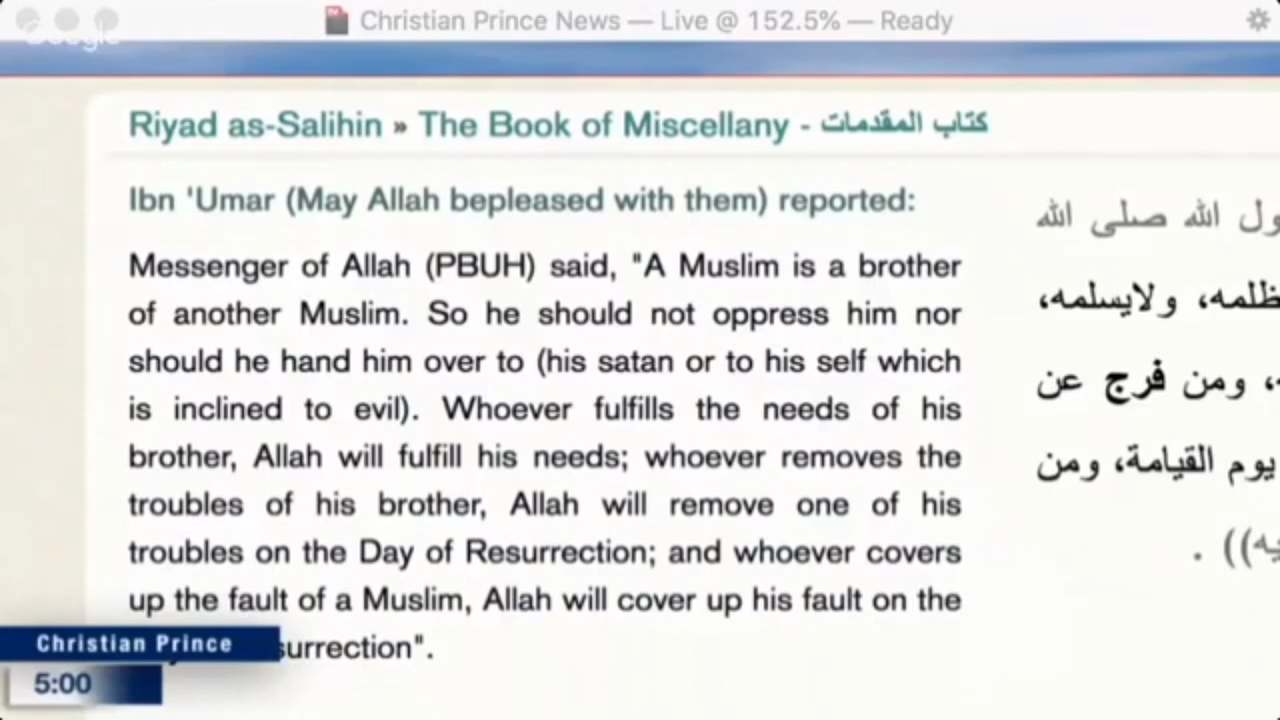 Christian Prince News — Live @ 152.5% — Ready
Google
Riyad as-Salihin » The Book of Miscellany - كتاب المقدمات
Ibn 'Umar (May Allah bepleased with them) reported:
Messenger of Allah (PBUH) said, "A Muslim is a brother
of another Muslim. So he should not oppress him nor
should he hand him over to (his satan or to his self which
is inclined to evil). Whoever fulfills the needs of his
brother, Allah will fulfill his needs; whoever removes the
troubles of his brother, Allah will remove one of his
troubles on the Day of Resurrection; and whoever covers
up the fault of a Muslim, Allah will cover up his fault on the
surrection".
ول الله صلى الله
ظلمه، ولايسلمه،
، ومن فرج عن
يوم القيامة، ومن
يه)) .
Christian Prince
5:00